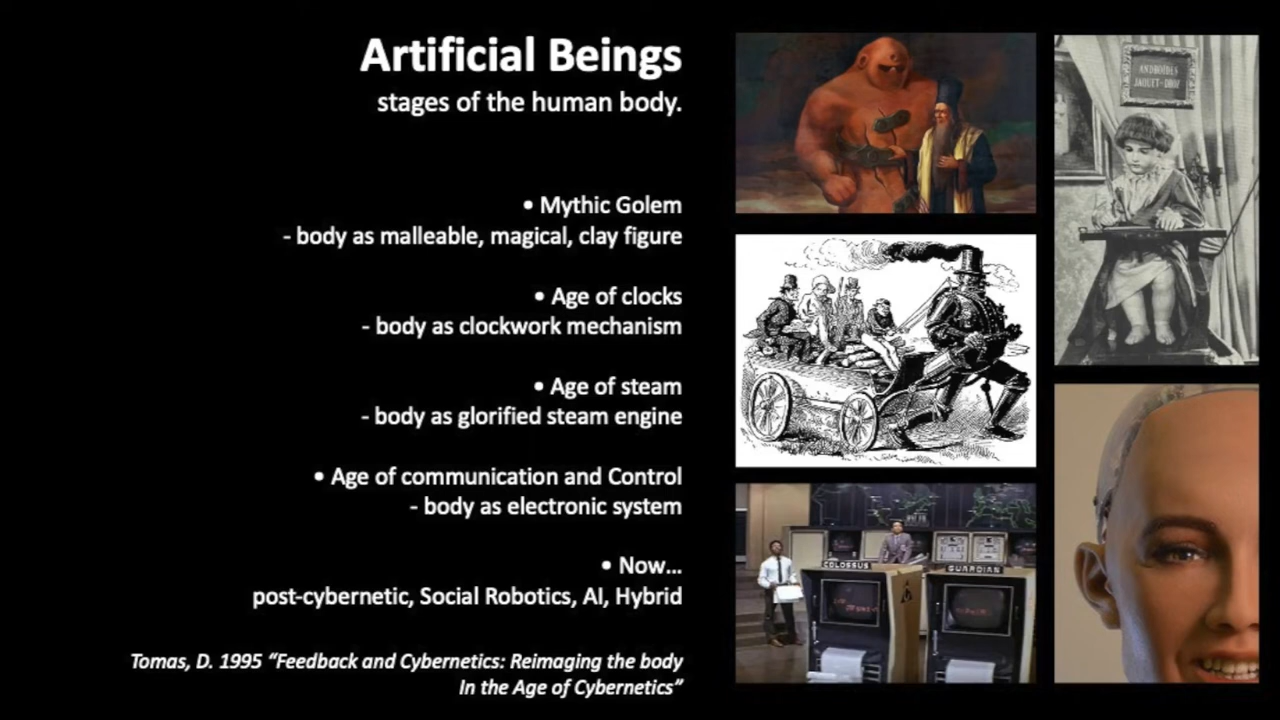 Artificial Beings
stages of the human body.
• Mythic Golem
- body as malleable, magical, clay figure
• Age of clocks
- body as clockwork mechanism
• Age of steam
- body as glorified steam engine
• Age of communication and Control
- body as electronic system
• Now...
post-cybernetic, Social Robotics, AI, Hybrid
Tomas, D. 1995 “Feedback and Cybernetics: Reimaging the body
In the Age of Cybernetics”
ANDROÏDES
JAQUET-DROZ
COLOSSUS
GUARDIAN